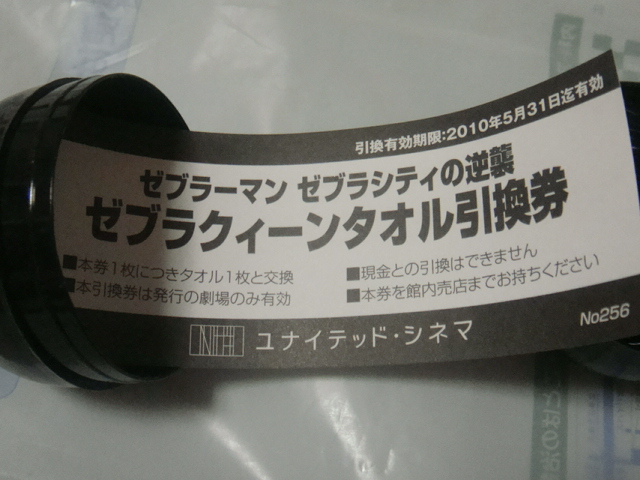 引換有効期限:2010年5月31日迄有効
ゼブラーマン ゼブラシティの逆襲
ゼブラクィーンタオル引換券
■本券1枚につきタオル1枚と交換
■本引換券は発行の劇場のみ有効
■現金との引換はできません
■本券を館内売店までお持ちください
ユナイテッド・シネマ
No256